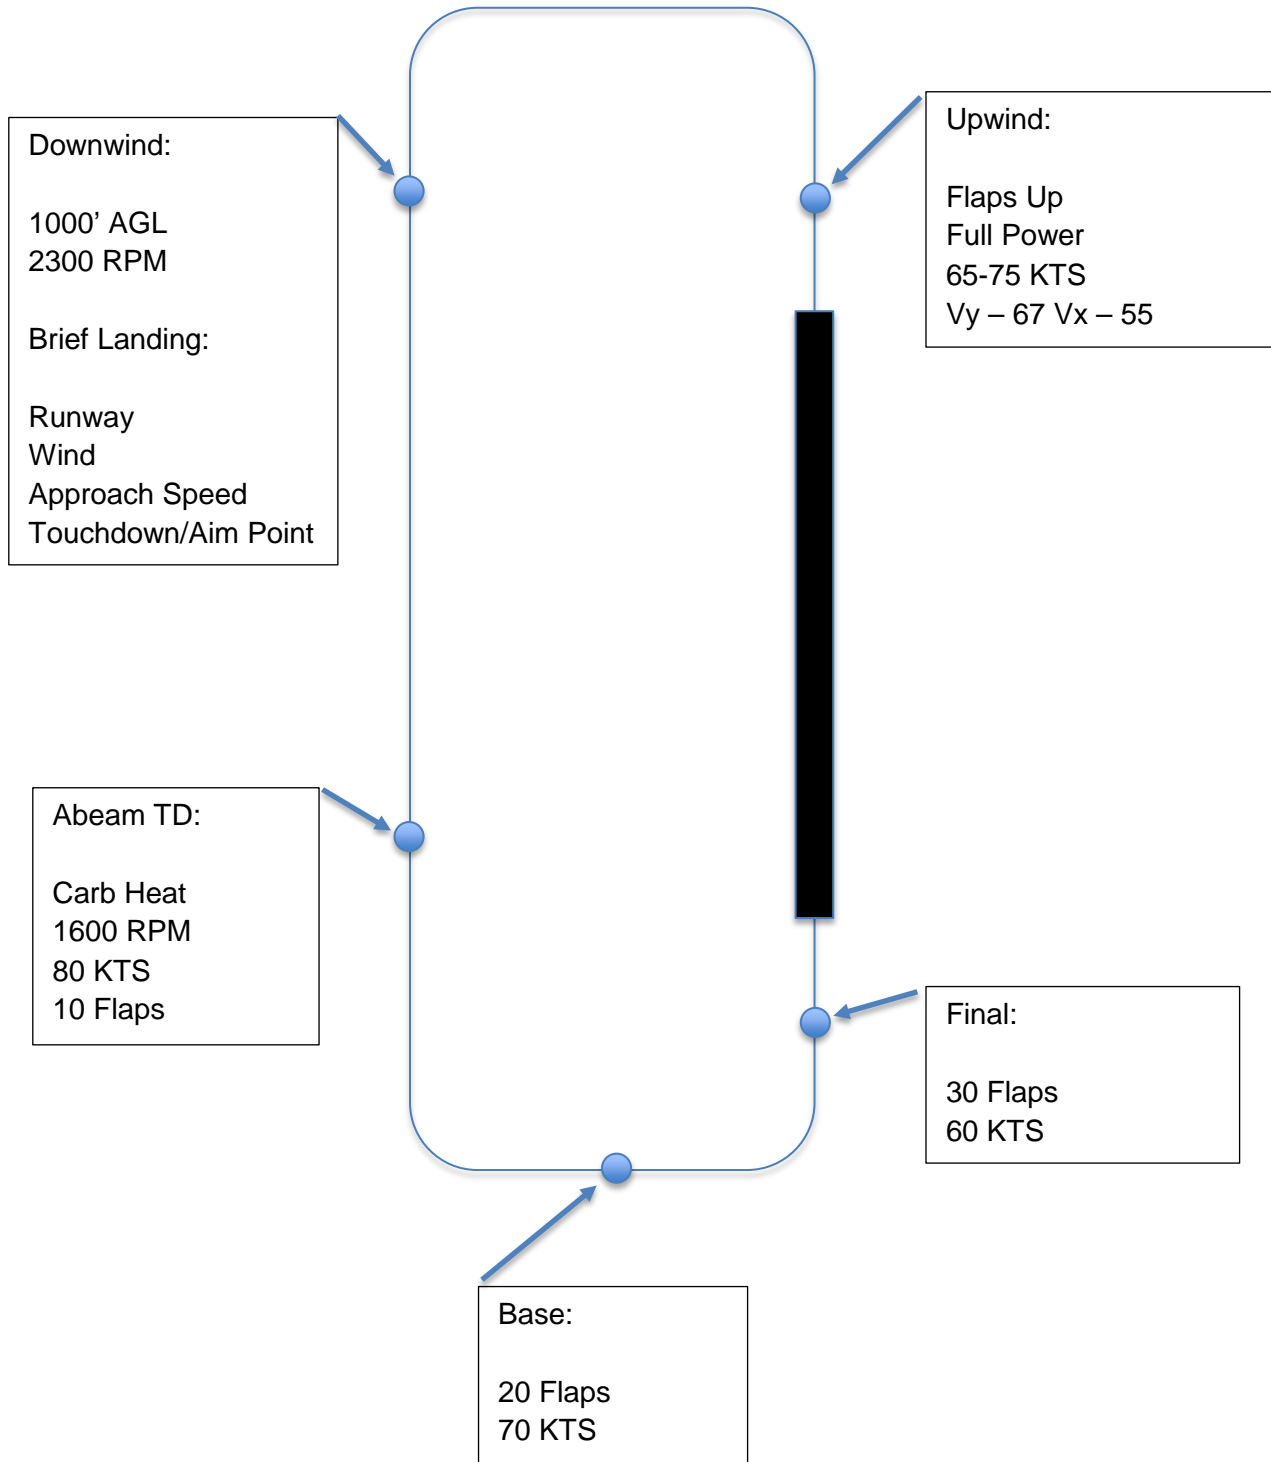 Downwind:
1000’ AGL
2300 RPM
Brief Landing:
Runway
Wind
Approach Speed
Touchdown/Aim Point
Upwind:
Flaps Up
Full Power
65-75 KTS
Vy – 67 Vx – 55
Abeam TD:
Carb Heat
1600 RPM
80 KTS
10 Flaps
Final:
30 Flaps
60 KTS
Base:
20 Flaps
70 KTS